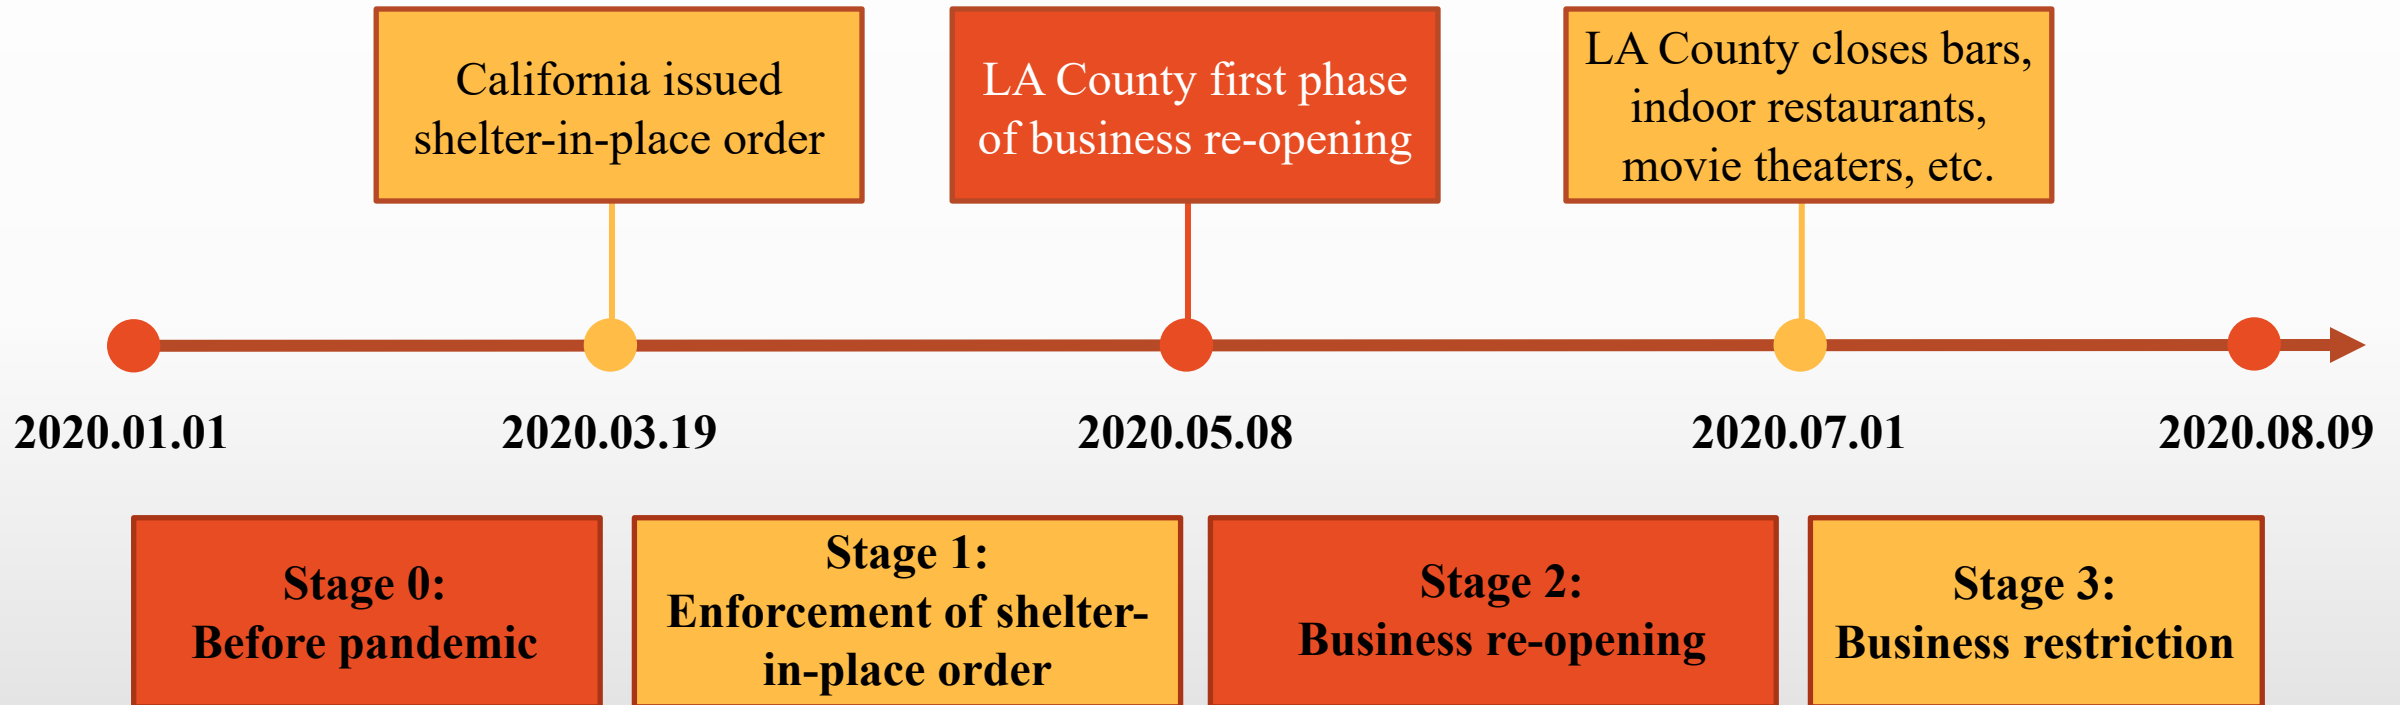 California issued
shelter-in-place order
LA County first phase
of business re-opening
LA County closes bars,
indoor restaurants,
movie theaters, etc.
2020.01.01
2020.03.19
2020.05.08
2020.07.01
2020.08.09
Stage 0:
Before pandemic
Stage 1:
Enforcement of shelter-
in-place order
Stage 2:
Business re-opening
Stage 3:
Business restriction